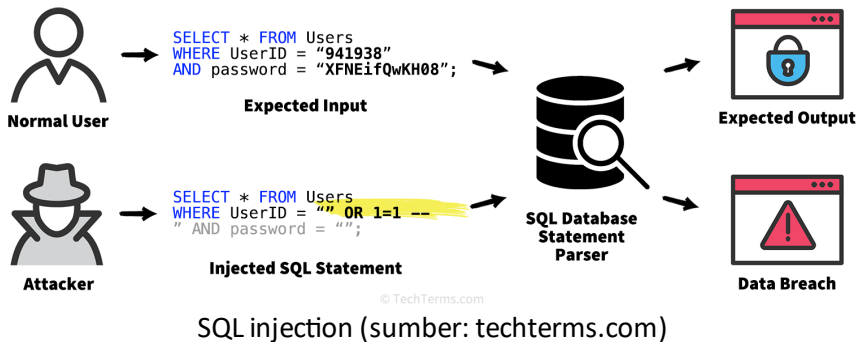 SELECT * FROM Users
WHERE UserID = “941938”
AND password = “XFNEifQwKH08”;
Expected Input
Normal User
Expected Output
SELECT * FROM Users
WHERE UserID = “” OR 1=1 --
” AND password = “”;
Injected SQL Statement
Attacker
SQL Database
Statement
Parser
Data Breach
© TechTerms.com
SQL injection (sumber: techterms.com)